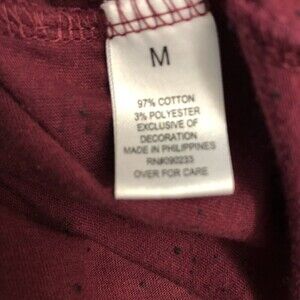 M
97% COTTON
3% POLYESTER
EXCLUSIVE OF
DECORATION
MADE IN PHILIPPINES
RN#090233
OVER FOR CARE